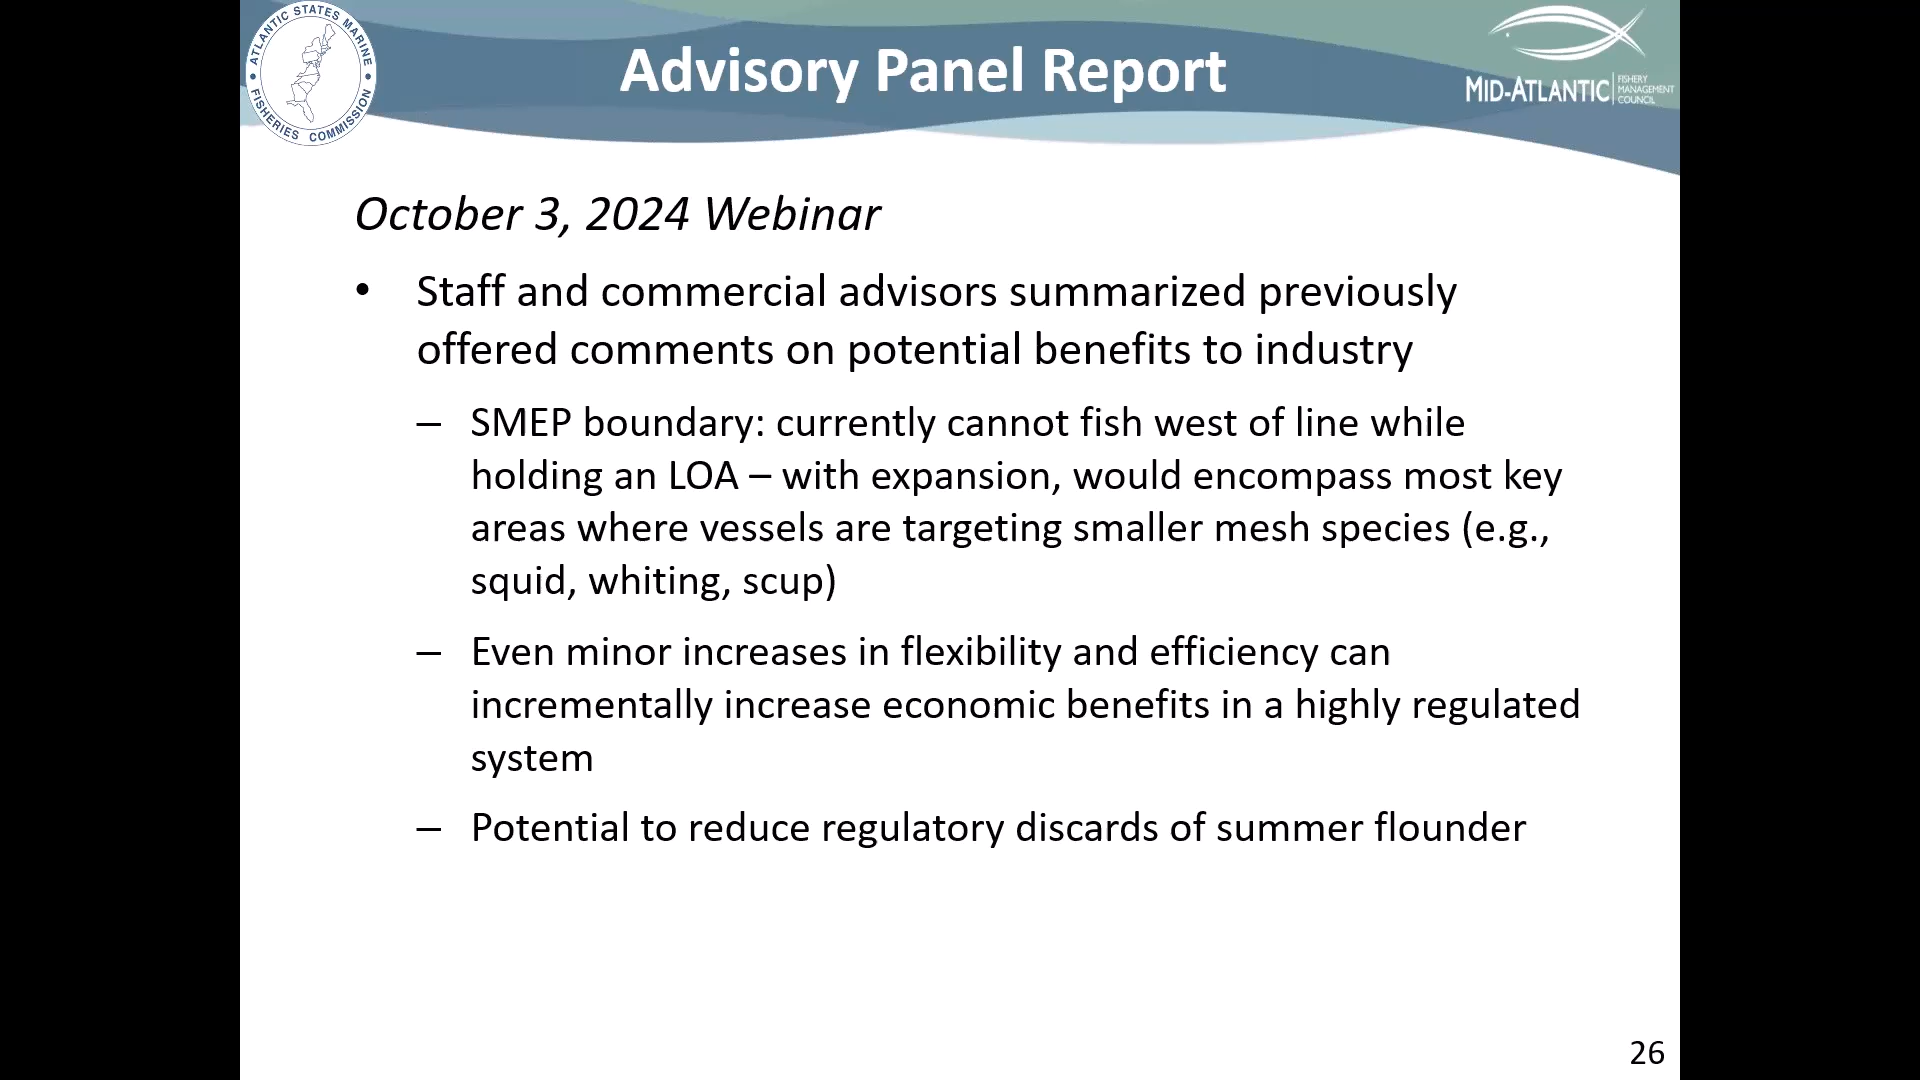 ATLANTIC STATES MARINE
FISHERIES COMMISSION
Advisory Panel Report
MID-ATLANTIC
FISHERY
MANAGEMENT
COUNCIL
October 3, 2024 Webinar
• Staff and commercial advisors summarized previously
offered comments on potential benefits to industry
– SMEP boundary: currently cannot fish west of line while
holding an LOA – with expansion, would encompass most key
areas where vessels are targeting smaller mesh species (e.g.,
squid, whiting, scup)
– Even minor increases in flexibility and efficiency can
incrementally increase economic benefits in a highly regulated
system
– Potential to reduce regulatory discards of summer flounder
26